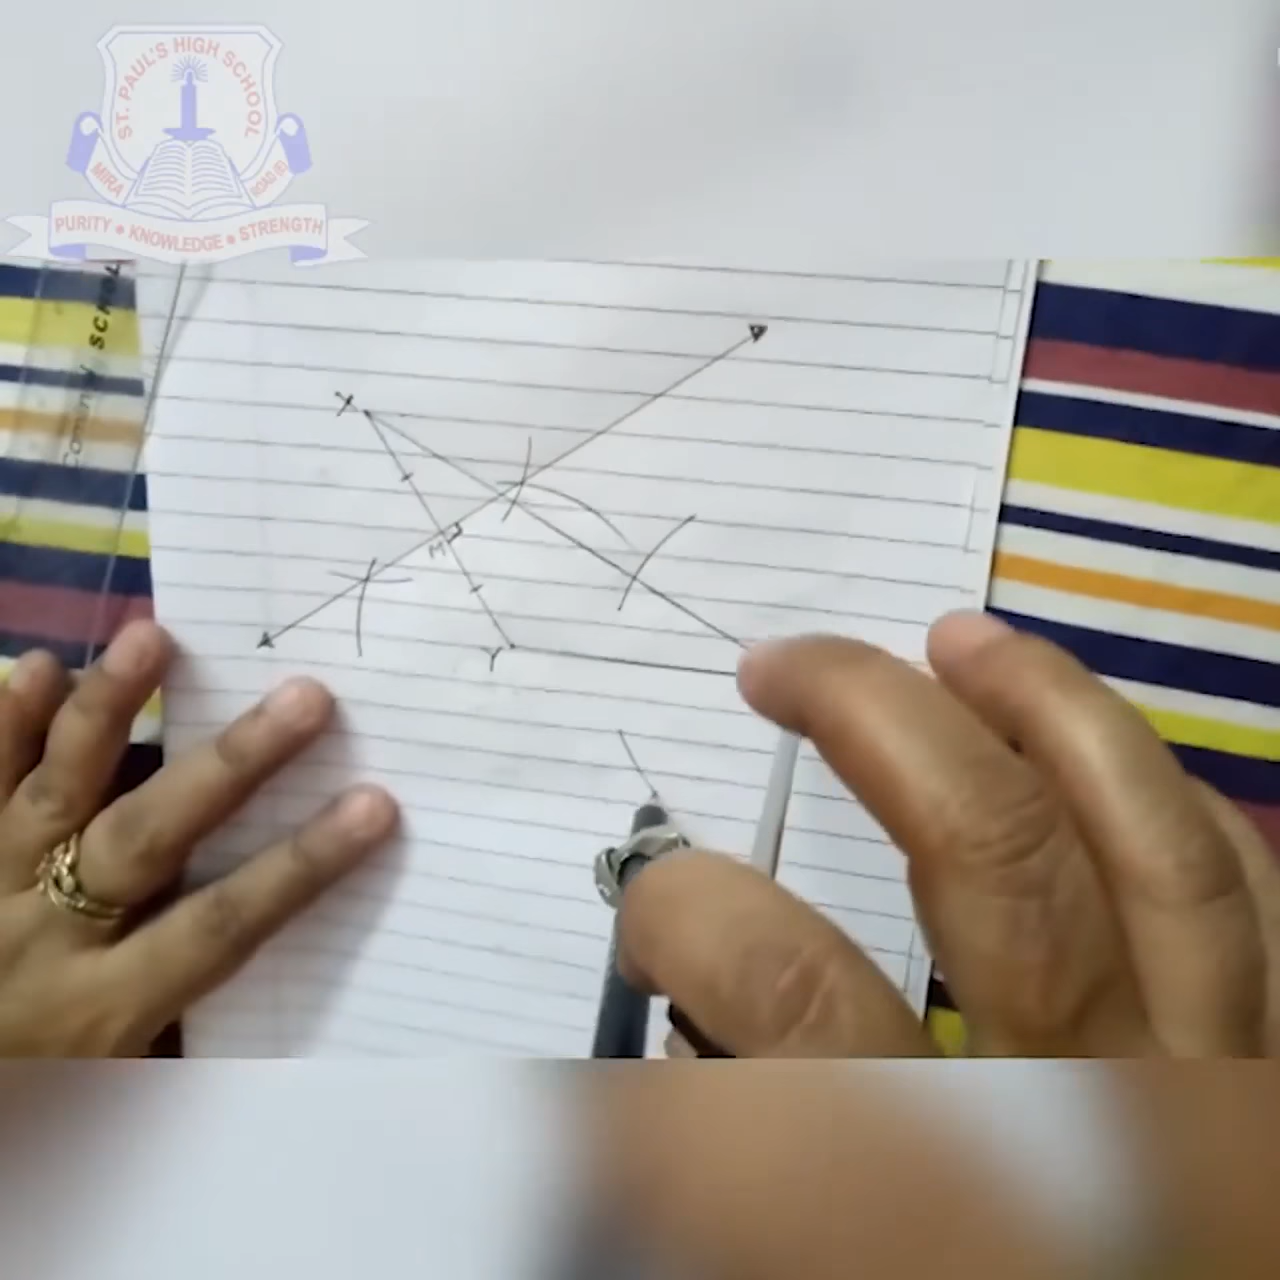 ST. PAUL'S HIGH SCHOOL
MIRA
ROAD (E)
PURITY • KNOWLEDGE • STRENGTH
X
M
Y